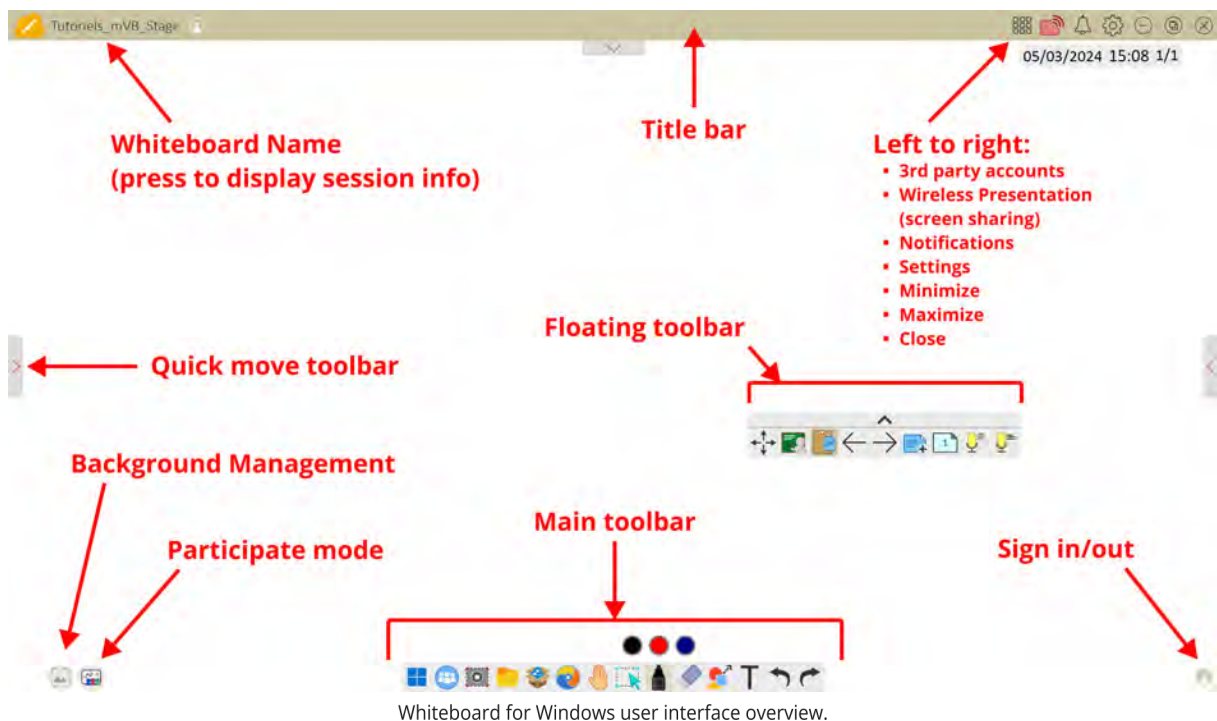 Tutoriels_mVB_Stage
05/03/2024 15:08 1/1
Whiteboard Name
(press to display session info)
Title bar
Left to right:
▪ 3rd party accounts
▪ Wireless Presentation
(screen sharing)
▪ Notifications
▪ Settings
▪ Minimize
▪ Maximize
▪ Close
Floating toolbar
Quick move toolbar
1
Background Management
Main toolbar
Participate mode
Sign in/out
T
Whiteboard for Windows user interface overview.